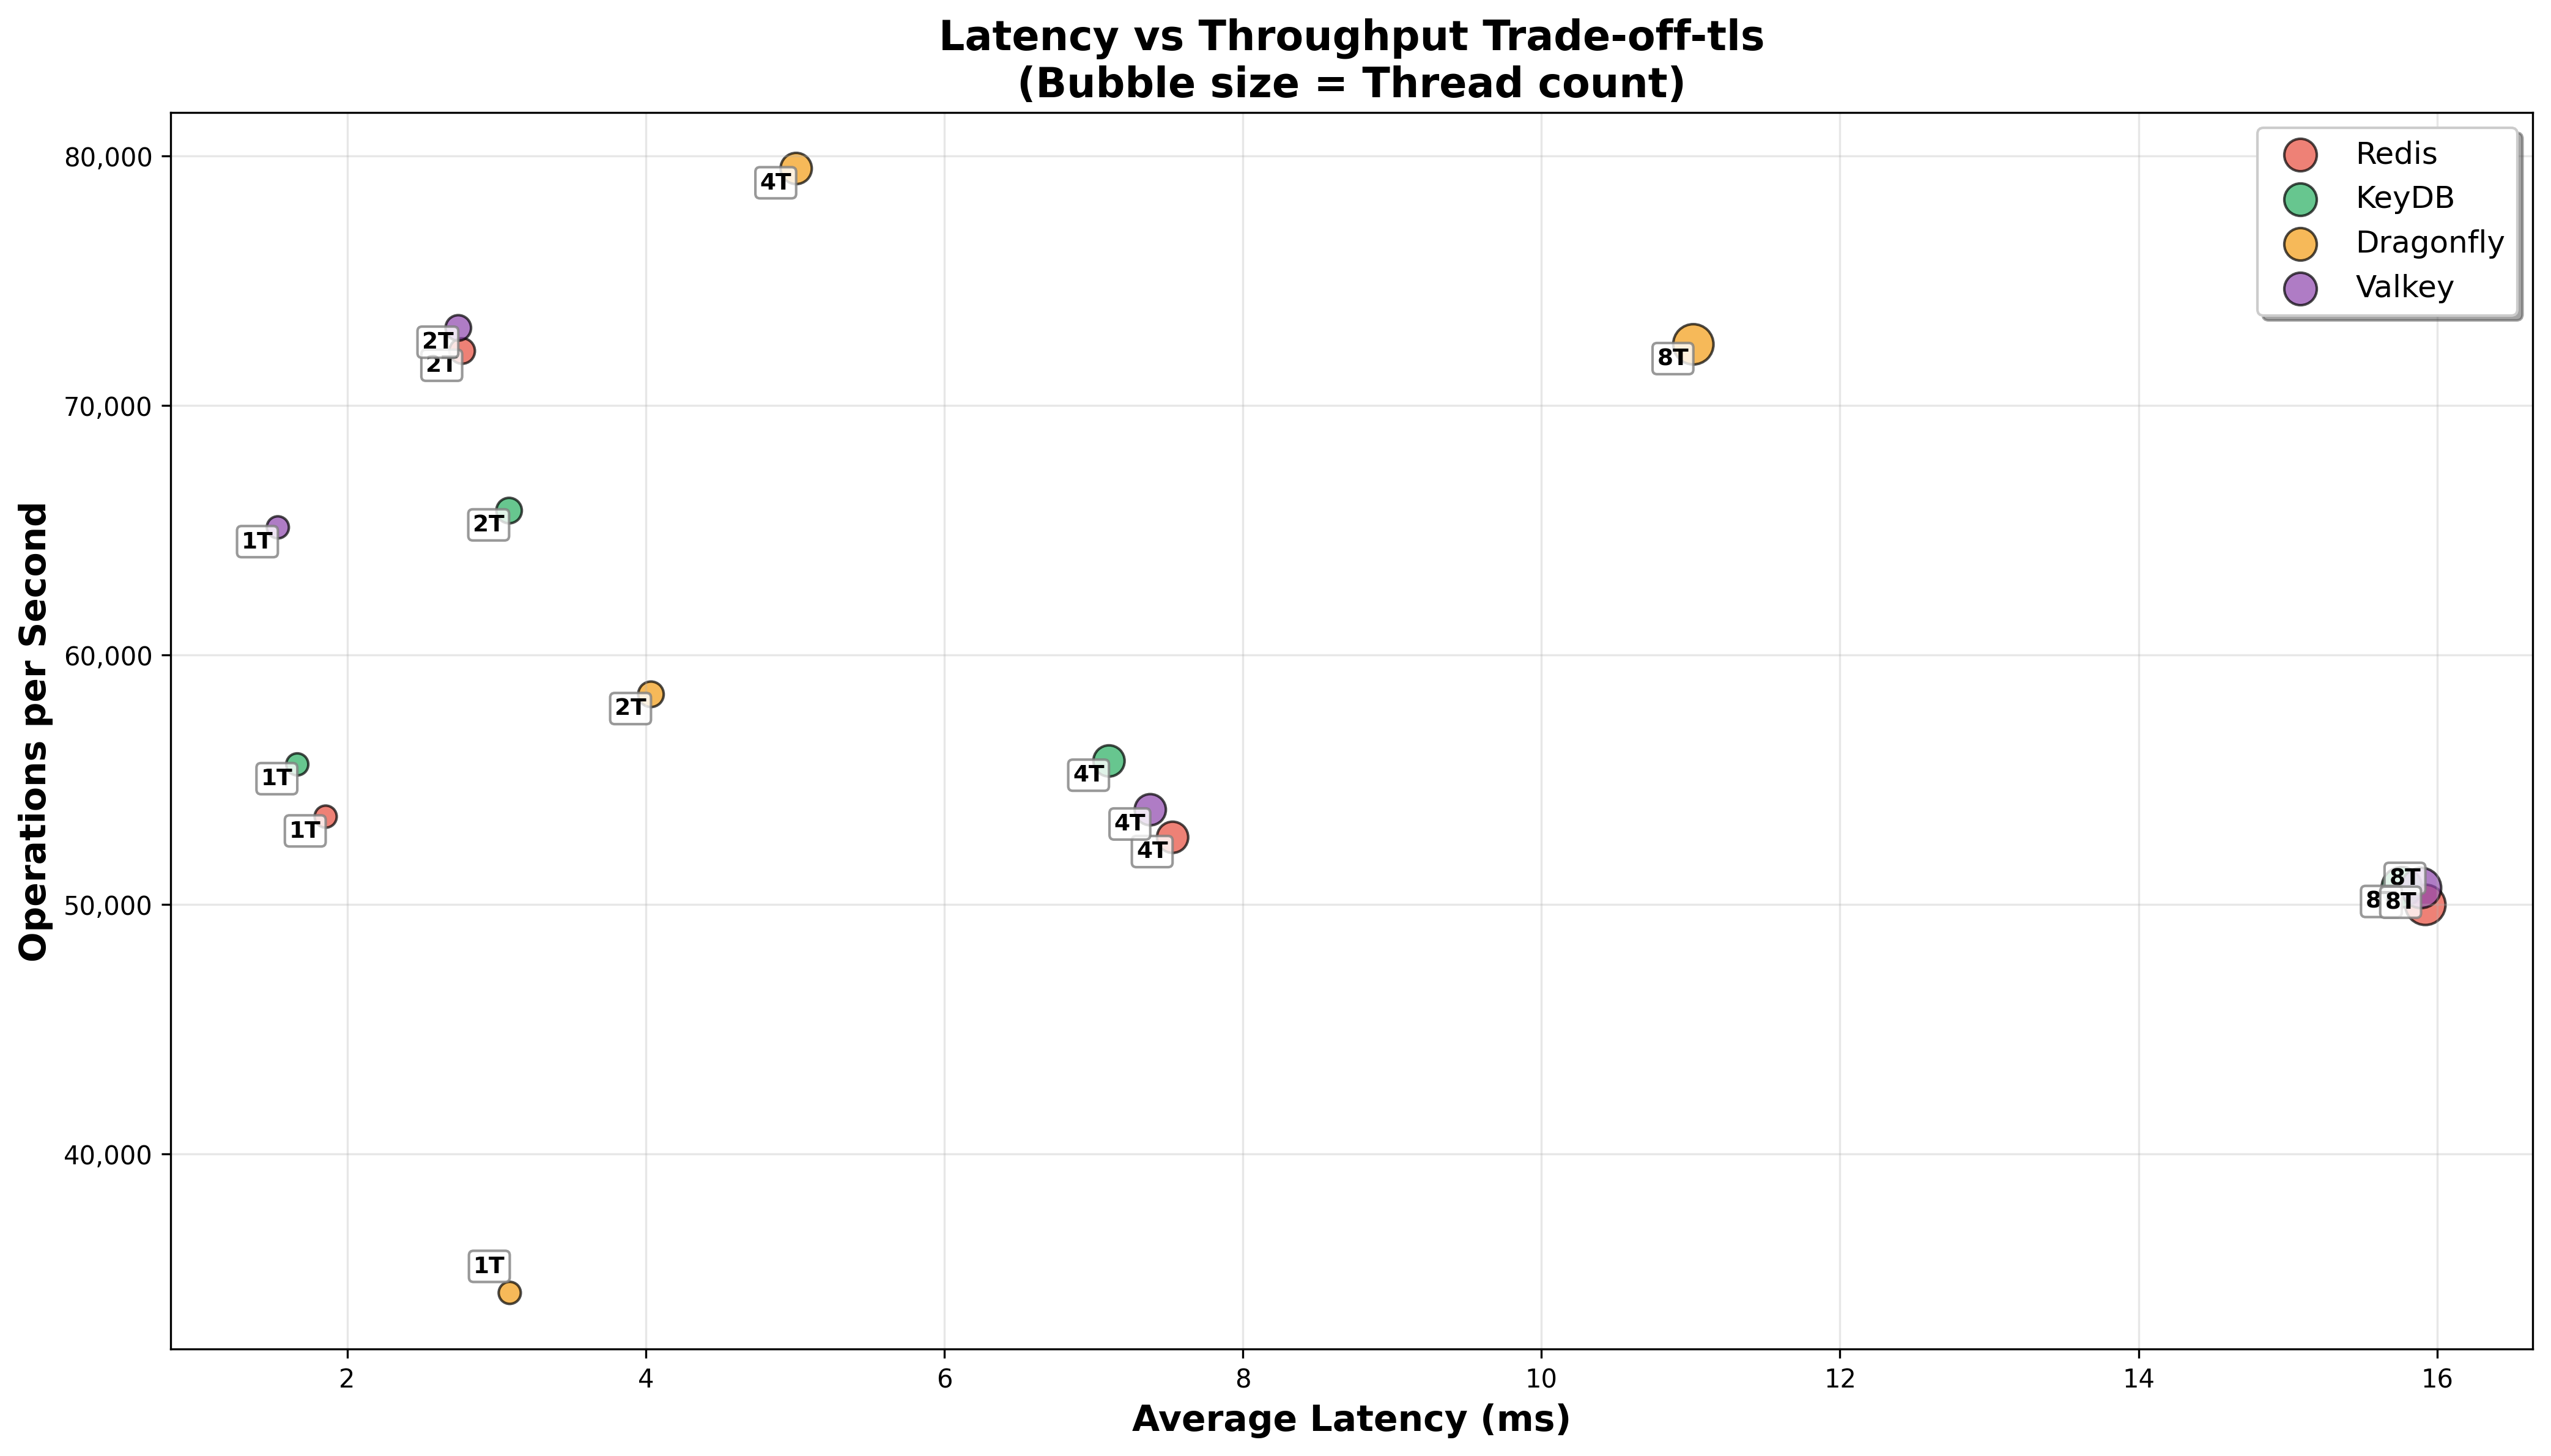 Latency vs Throughput Trade-off-tls
(Bubble size = Thread count)
Redis
KeyDB
Dragonfly
Valkey
Operations per Second
80,000
70,000
60,000
50,000
40,000
4T
2T
2T
8T
1T
2T
2T
1T
1T
4T
4T
4T
8T
8
8T
1T
2
4
6
8
10
12
14
16
Average Latency (ms)